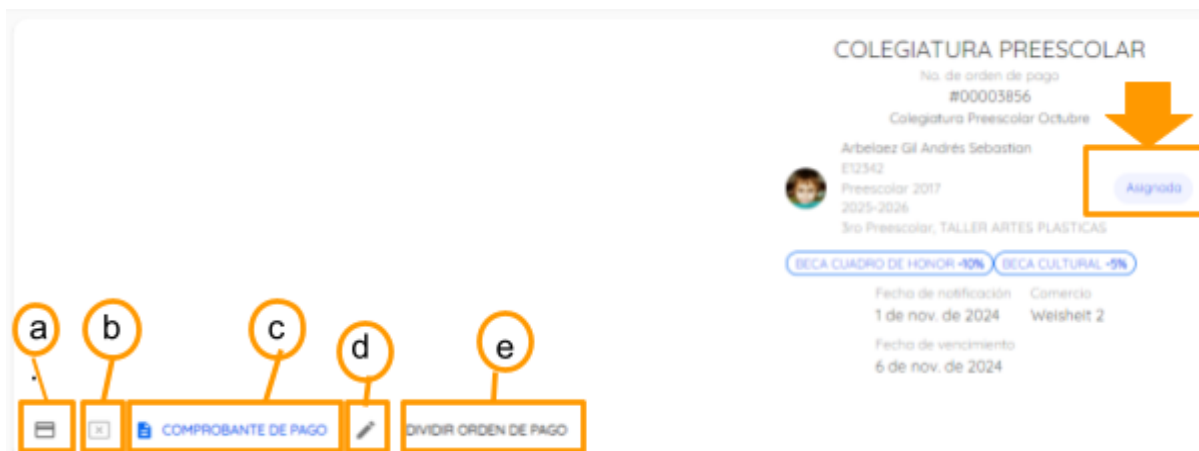 COLEGIATURA PREESCOLAR
No. de orden de pago
#00003856
Colegiatura Preescolar Octubre
Arbelaez Gil Andrés Sebastian
E12342
Preescolar 2017
2025-2026
3ro Preescolar, TALLER ARTES PLASTICAS
Asignada
BECA CUADRO DE HONOR -10% BECA CULTURAL -5%
Fecha de notificación Comercio
1 de nov. de 2024 Weisheit 2
Fecha de vencimiento
6 de nov. de 2024
a b c d e
COMPROBANTE DE PAGO DIVIDIR ORDEN DE PAGO